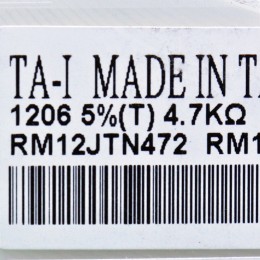 TA-I MADE IN
1206 5%(T) 4.7KΩ
RM12JTN472